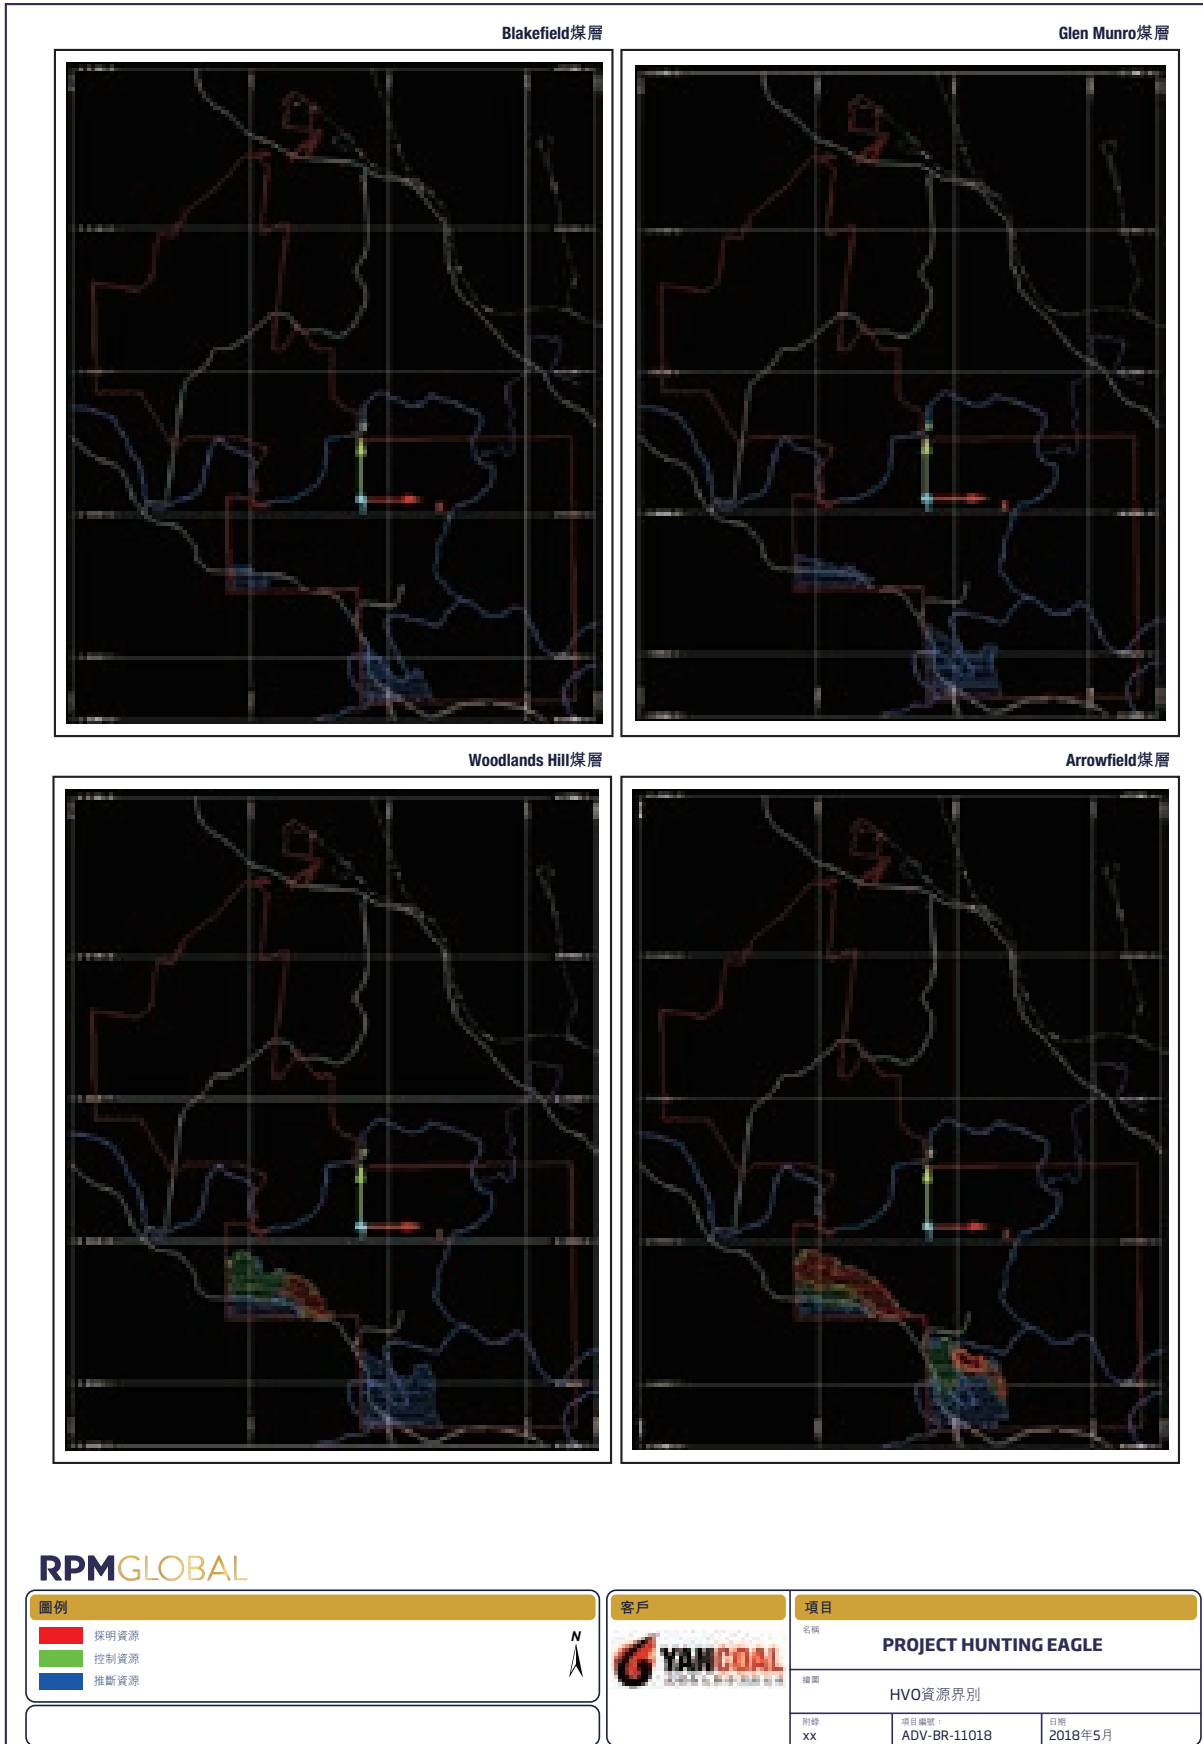 Blakefield煤層
Glen Munro煤層
Woodlands Hill煤層
Arrowfield煤層
RPMGLOBAL
圖例
探明資源
控制資源
推斷資源
N
客戶
YANCOAL
項目
名稱
PROJECT HUNTING EAGLE
繪圖
HVO資源界別
附錄
xx
項目編號：
ADV-BR-11018
日期
2018年5月